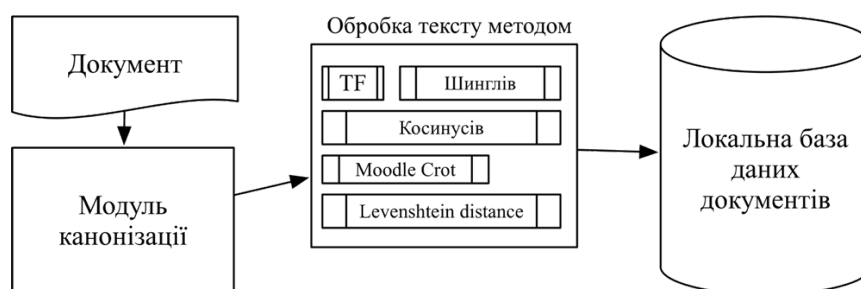 Обробка тексту методом
Документ
TF
Шинглів
Косинусів
Moodle Crot
Levenshtein distance
Модуль
канонізації
Локальна база
даних
документів